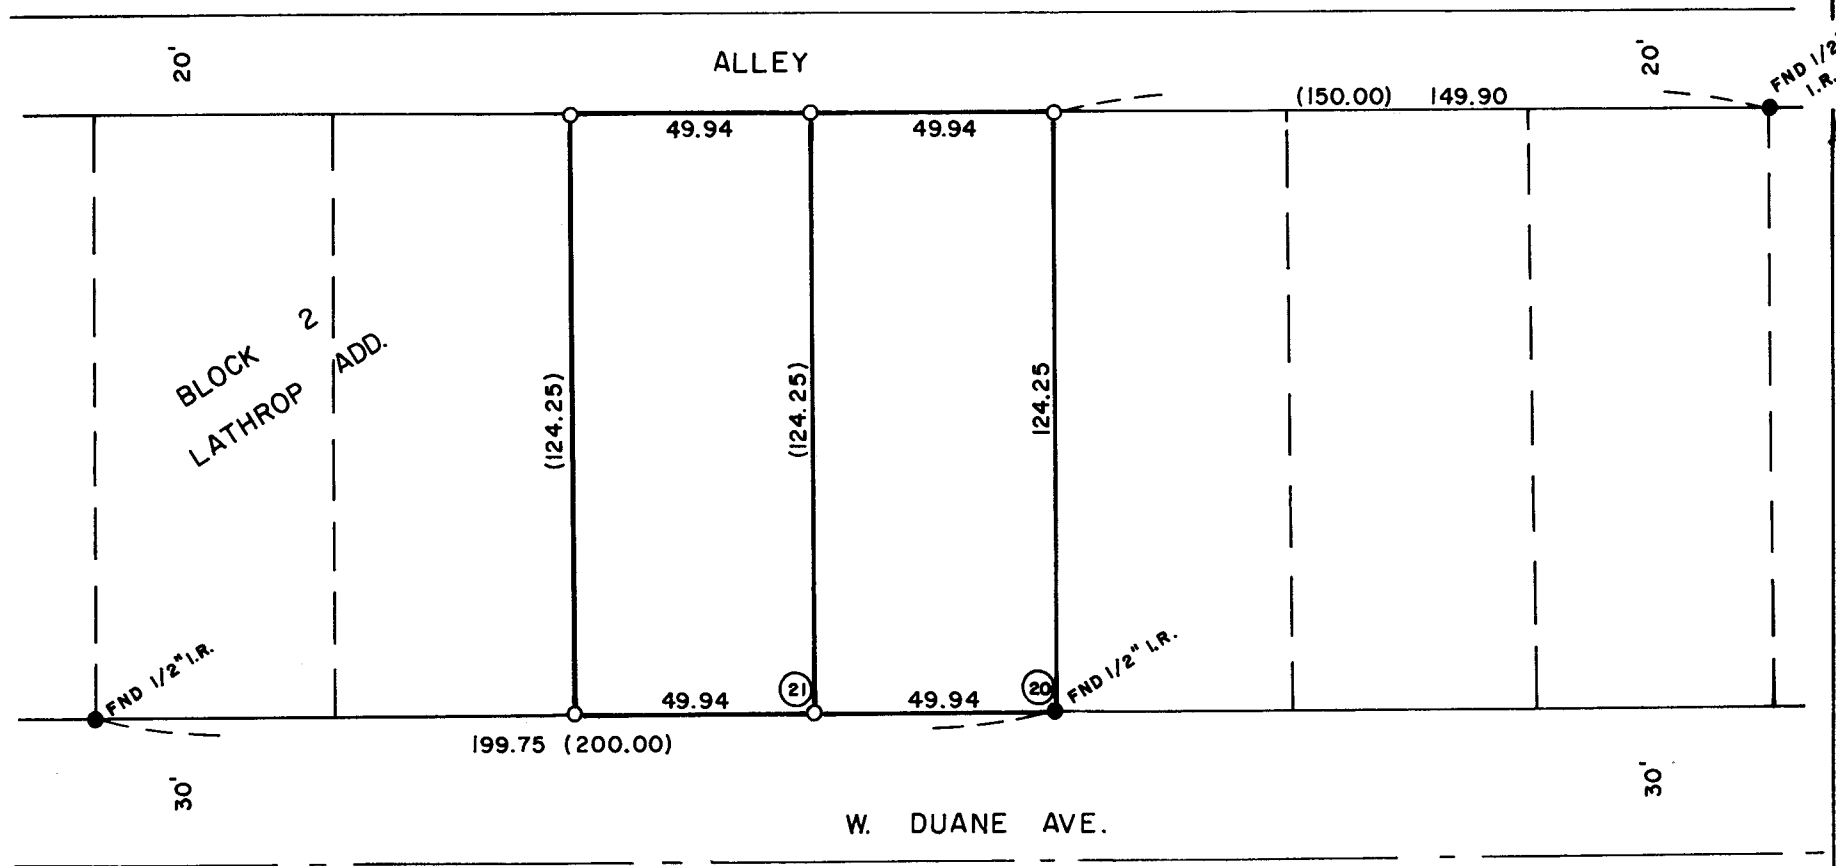 20'
ALLEY
20'
FND 1/2"
I.R.
(150.00) 149.90
49.94
49.94
BLOCK 2
LATHROP ADD.
(124.25)
(124.25)
124.25
FND 1/2" I.R.
49.94
21
49.94
20
FND 1/2" I.R.
199.75 (200.00)
30'
30'
W. DUANE AVE.